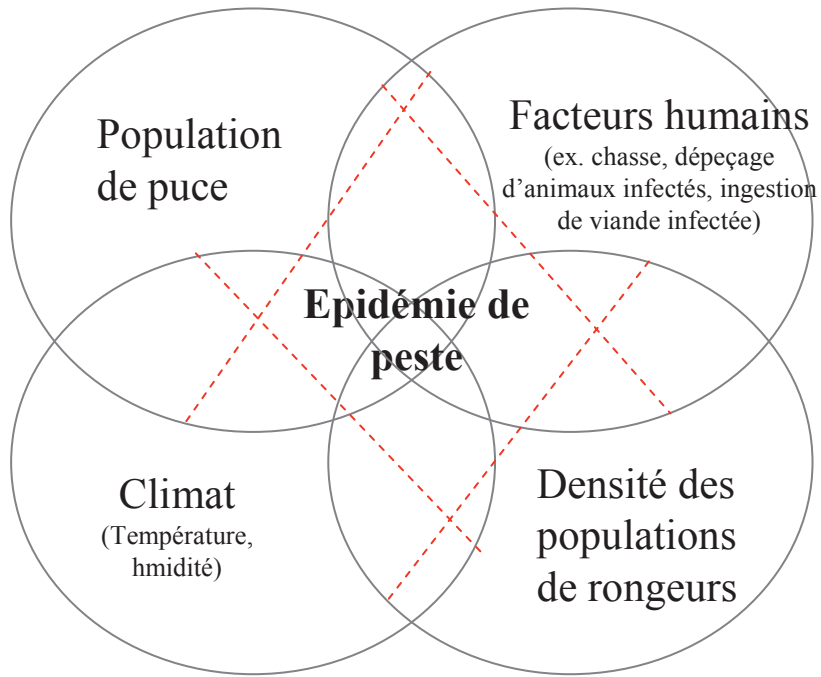 Population
de puce
Facteurs humains
(ex. chasse, dépeçage
d’animaux infectés, ingestion
de viande infectée)
Epidémie de
peste
Climat
(Température,
hmidité)
Densité des
populations
de rongeurs